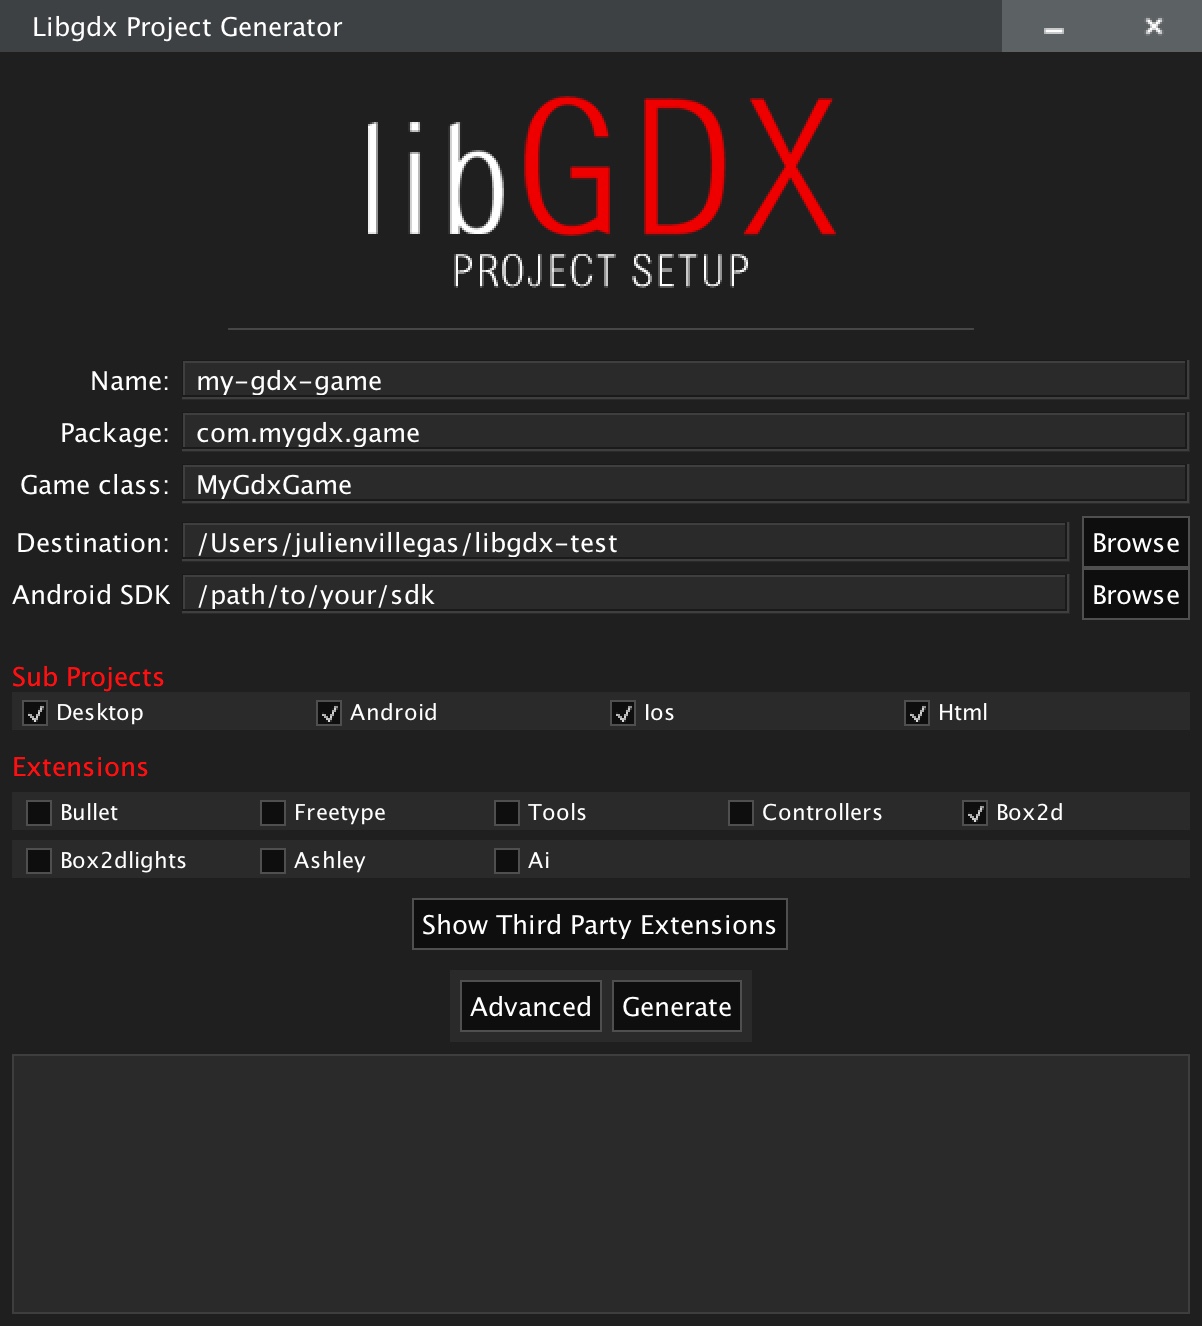 Libgdx Project Generator
libGDX
PROJECT SETUP
Name: my-gdx-game
Package: com.mygdx.game
Game class: MyGdxGame
Destination: /Users/julienvillegas/libgdx-test Browse
Android SDK /path/to/your/sdk Browse
Sub Projects
Desktop Android Ios Html
Extensions
Bullet Freetype Tools Controllers Box2d
Box2dlights Ashley Ai
Show Third Party Extensions
Advanced Generate